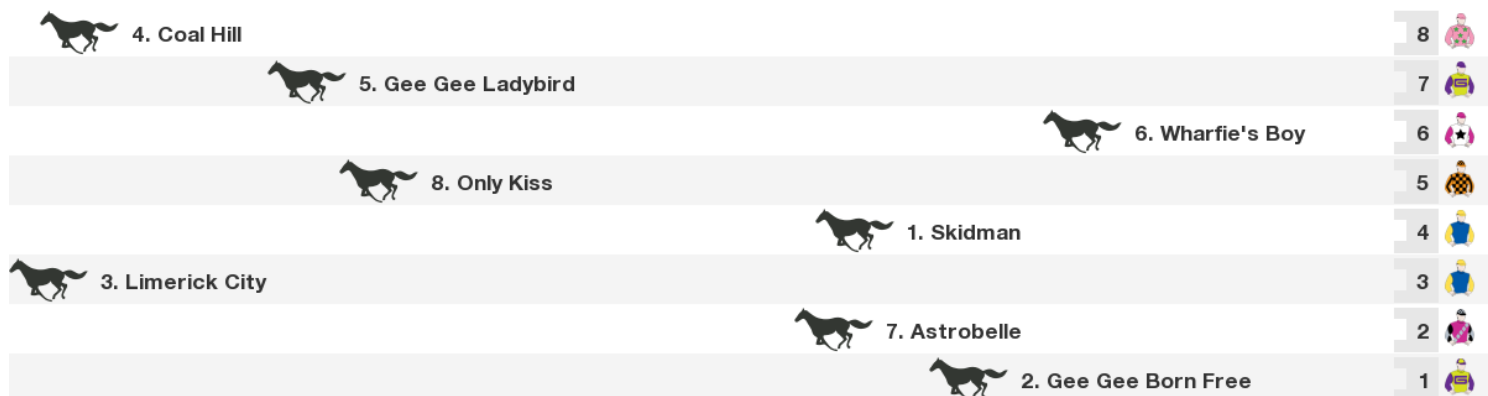 4. Coal Hill 8
5. Gee Gee Ladybird 7
6. Wharfie's Boy 6
8. Only Kiss 5
1. Skidman 4
3. Limerick City 3
7. Astrobelle 2
2. Gee Gee Born Free 1